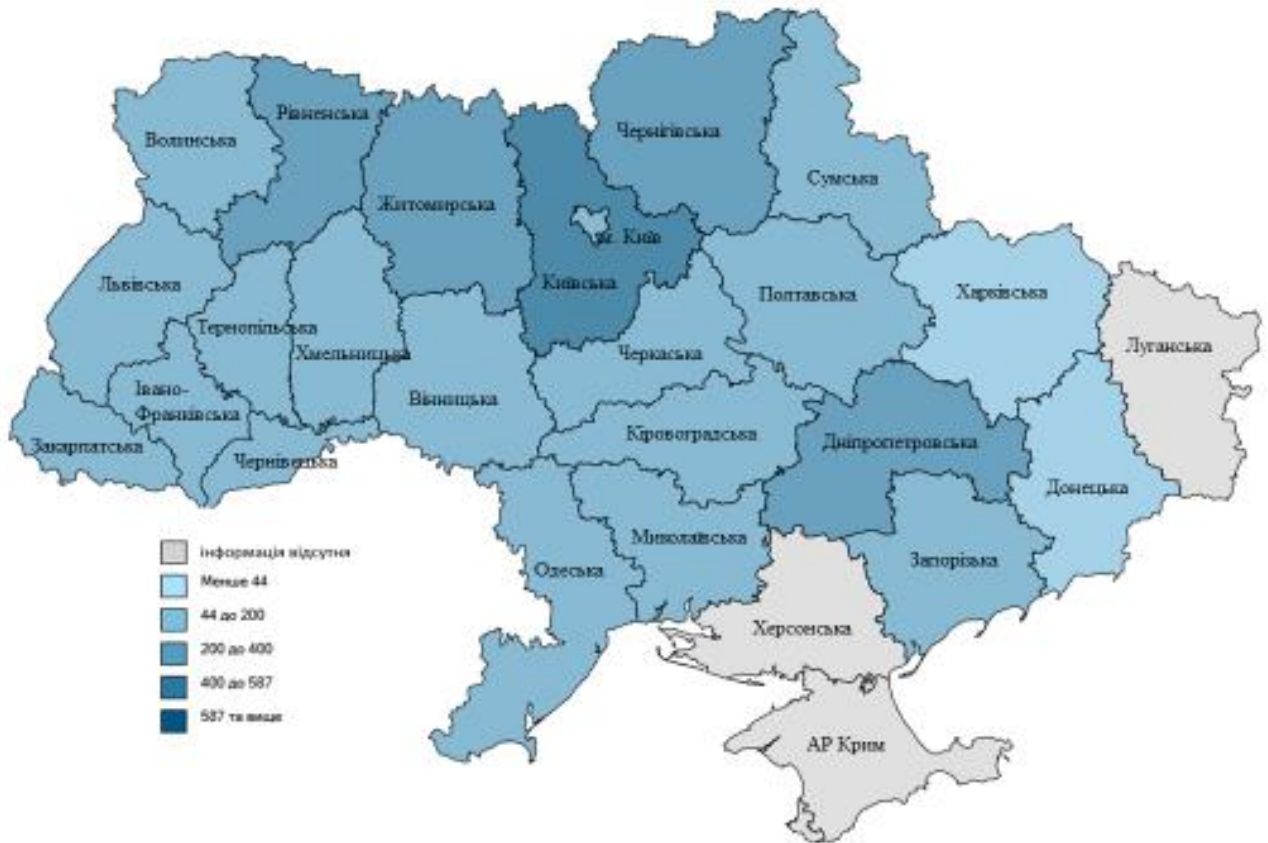 Волинська
Рівненська
Житомирська
Чернігівська
Сумська
м. Київ
Київська
Львівська
Тернопільська
Хмельницька
Полтавська
Харківська
Луганська
Черкаська
Івано-
Франківська
Вінницька
Закарпатська
Чернівецька
Кіровоградська
Дніпропетровська
Донецька
Миколаївська
Одеська
Запорізька
Херсонська
АР Крим
інформація відсутня
Менше 44
44 до 200
200 до 400
400 до 587
587 та вище